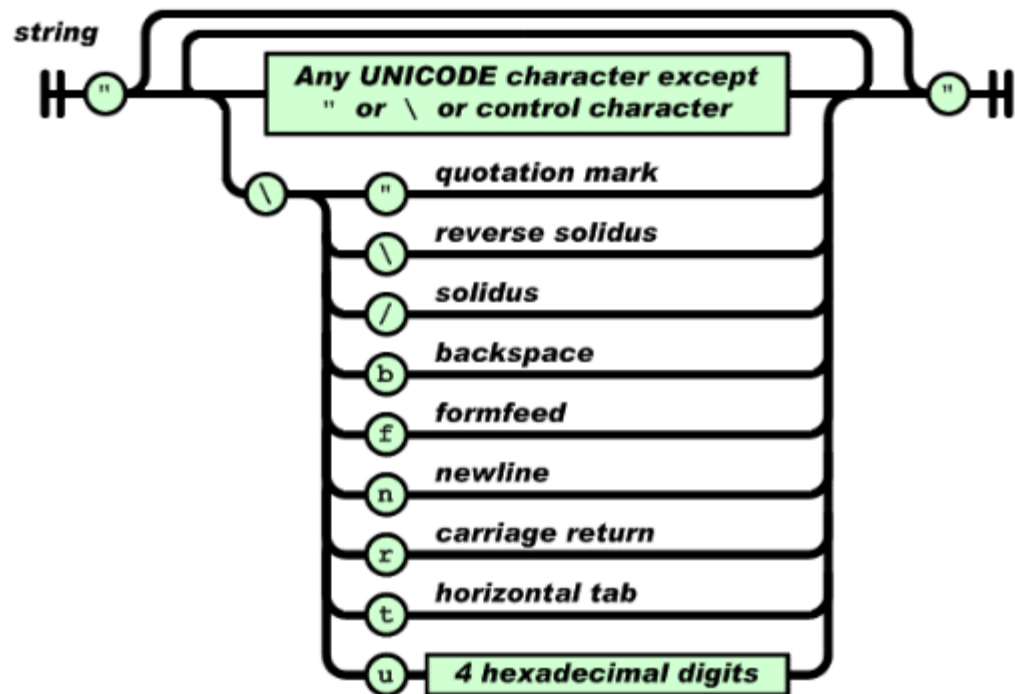 string
"
Any UNICODE character except
" or \ or control character
"
\
" quotation mark
\ reverse solidus
/ solidus
b backspace
f formfeed
n newline
r carriage return
t horizontal tab
u 4 hexadecimal digits